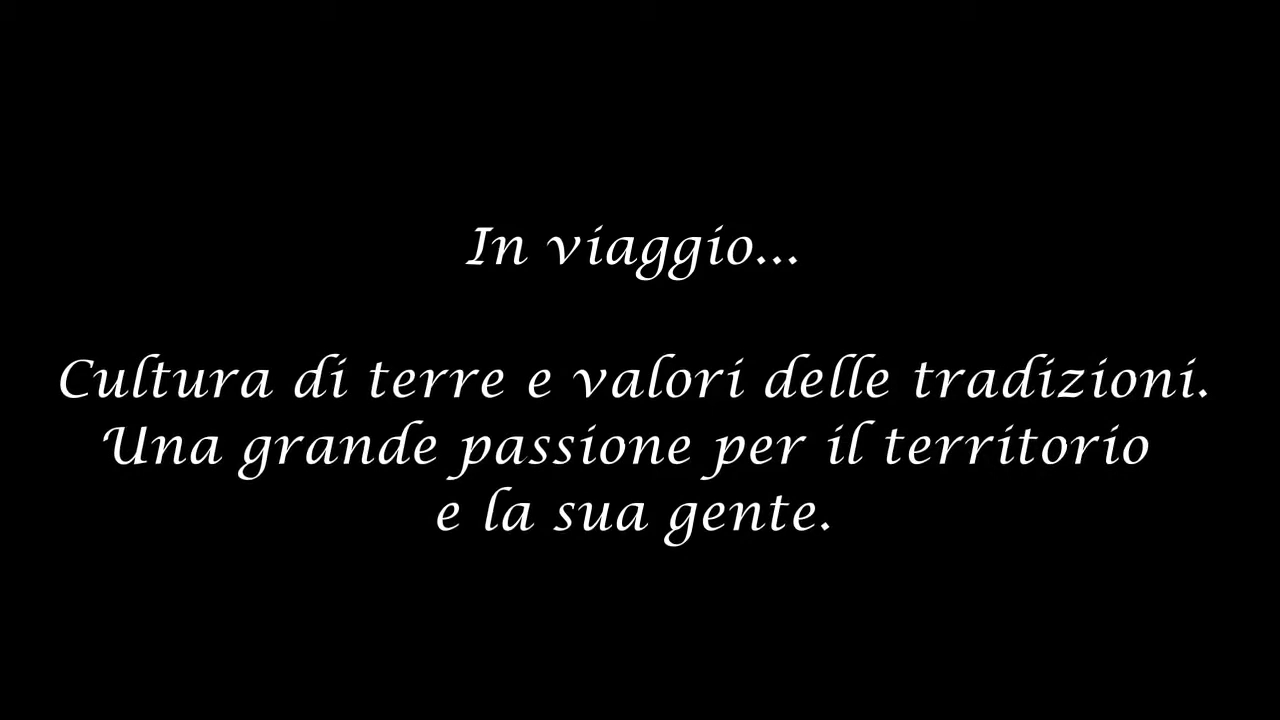 In viaggio...
Cultura di terre e valori delle tradizioni.
Una grande passione per il territorio
e la sua gente.